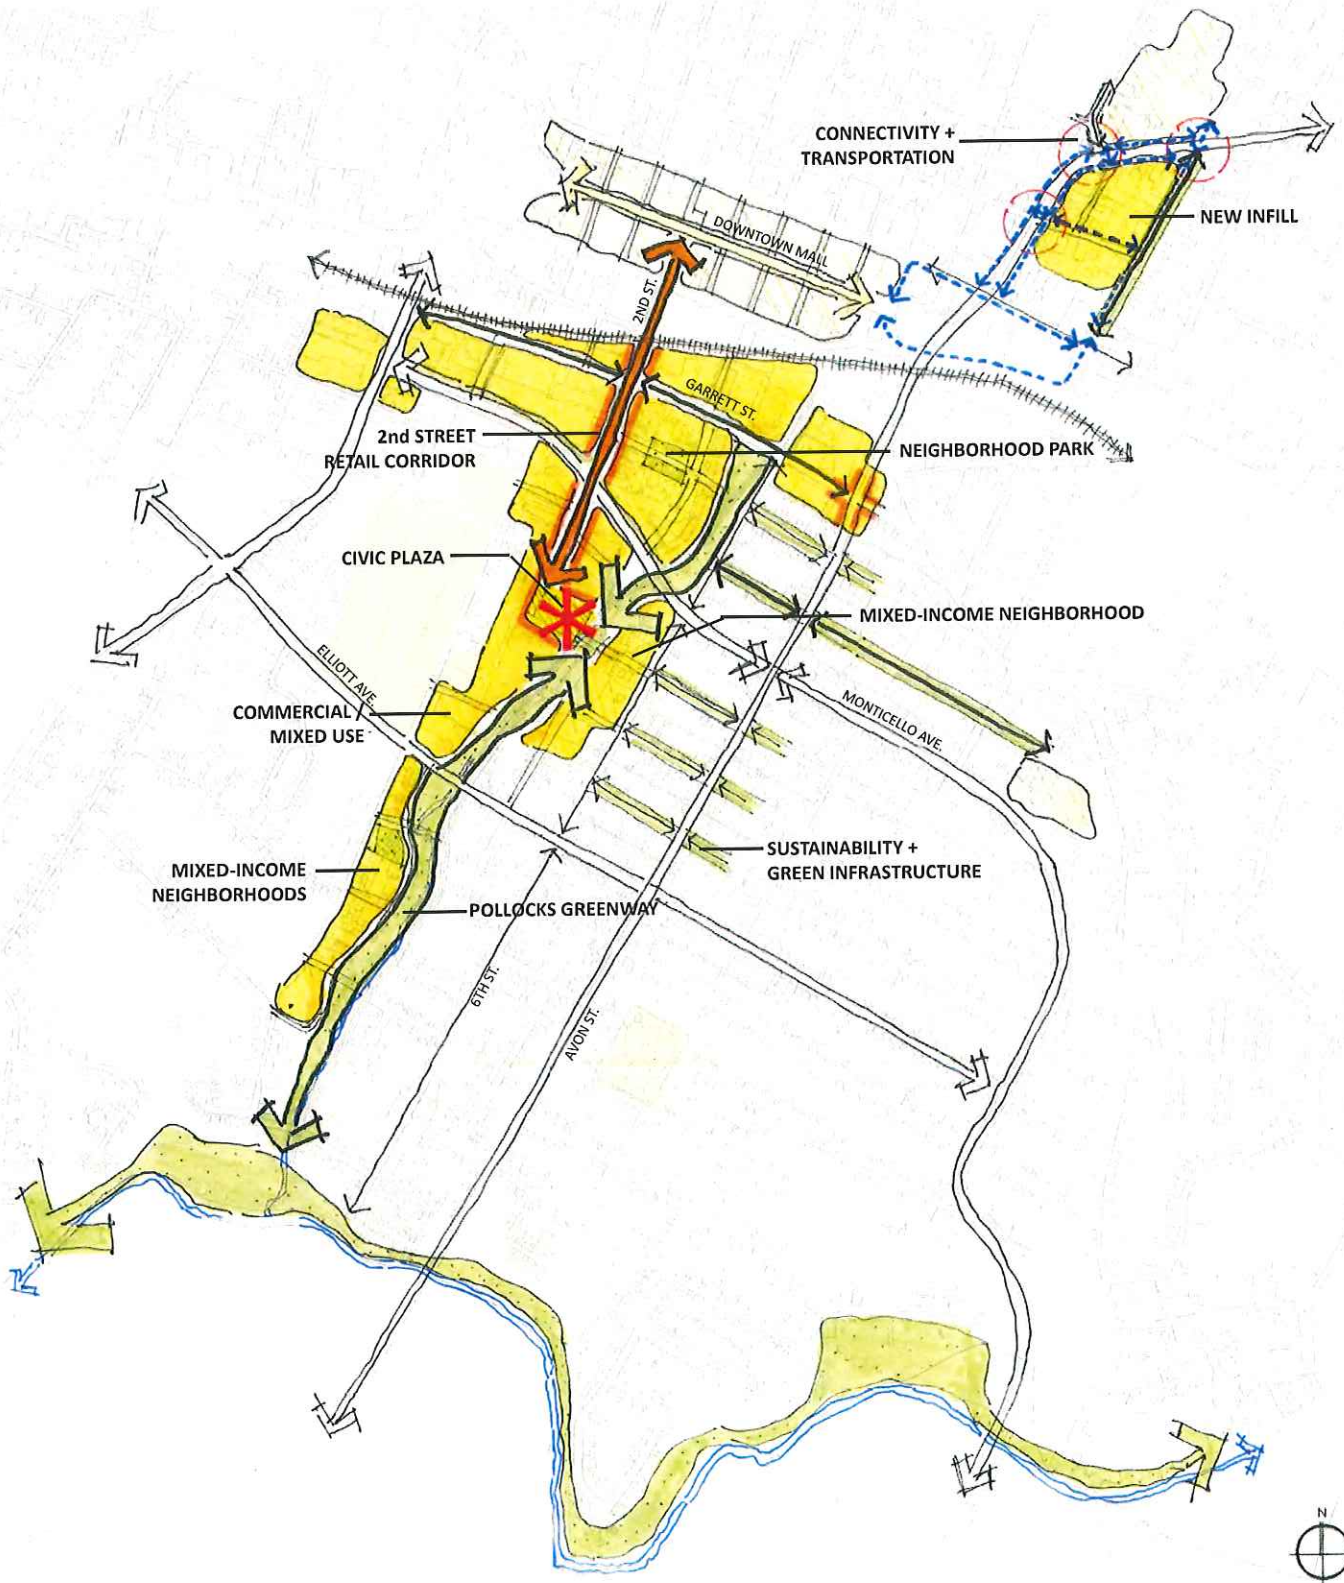 CONNECTIVITY +
TRANSPORTATION
NEW INFILL
DOWNTOWN MALL
2ND ST.
GARRETT ST.
2nd STREET
RETAIL CORRIDOR
NEIGHBORHOOD PARK
CIVIC PLAZA
MIXED-INCOME NEIGHBORHOOD
ELLIOTT AVE.
COMMERCIAL /
MIXED USE
MONTICELLO AVE.
SUSTAINABILITY +
GREEN INFRASTRUCTURE
MIXED-INCOME
NEIGHBORHOODS
POLLOCKS GREENWAY
6TH ST.
AVON ST.
N